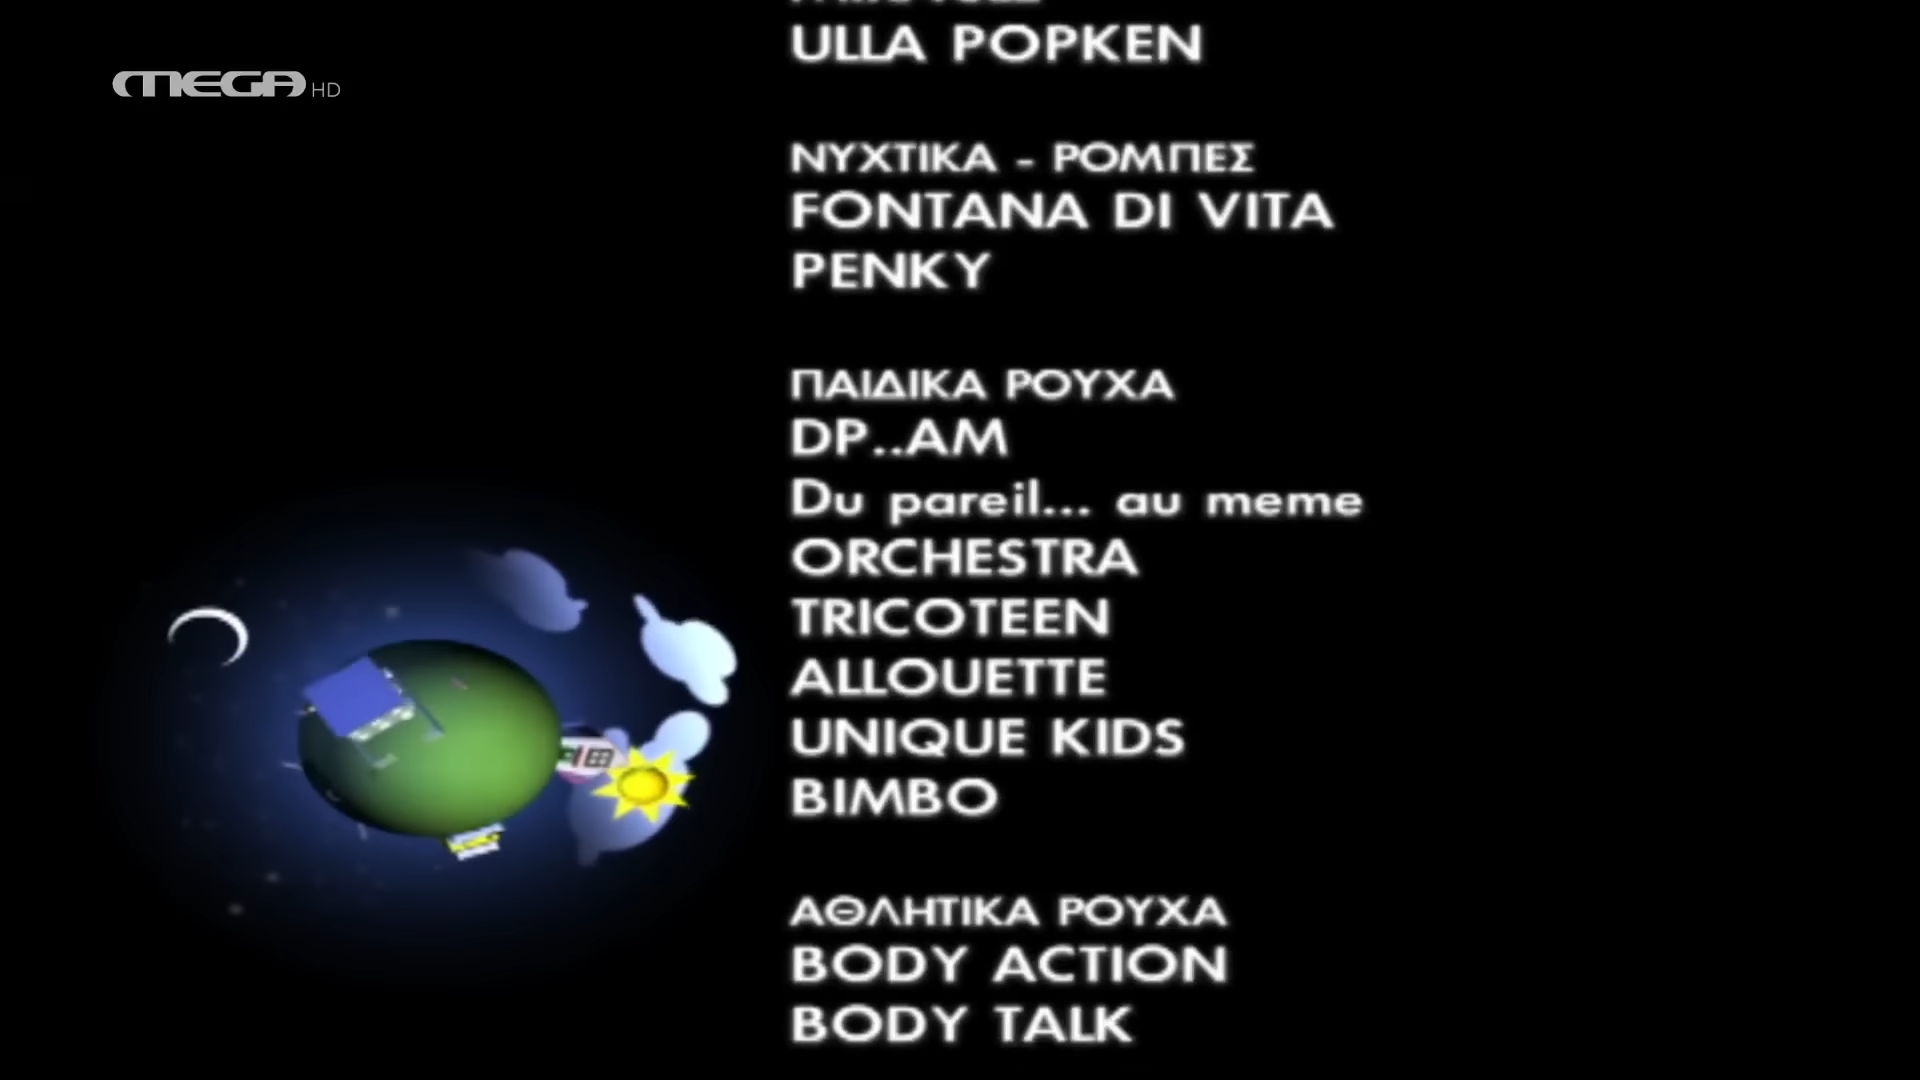 ULLA POPKEN
MEGA HD
ΝΥΧΤΙΚΑ - ΡΟΜΠΕΣ
FONTANA DI VITA
PENKY
ΠΑΙΔΙΚΑ ΡΟΥΧΑ
DP..AM
Du pareil... au meme
ORCHESTRA
TRICOTEEN
ALLOUETTE
UNIQUE KIDS
BIMBO
ΑΘΛΗΤΙΚΑ ΡΟΥΧΑ
BODY ACTION
BODY TALK